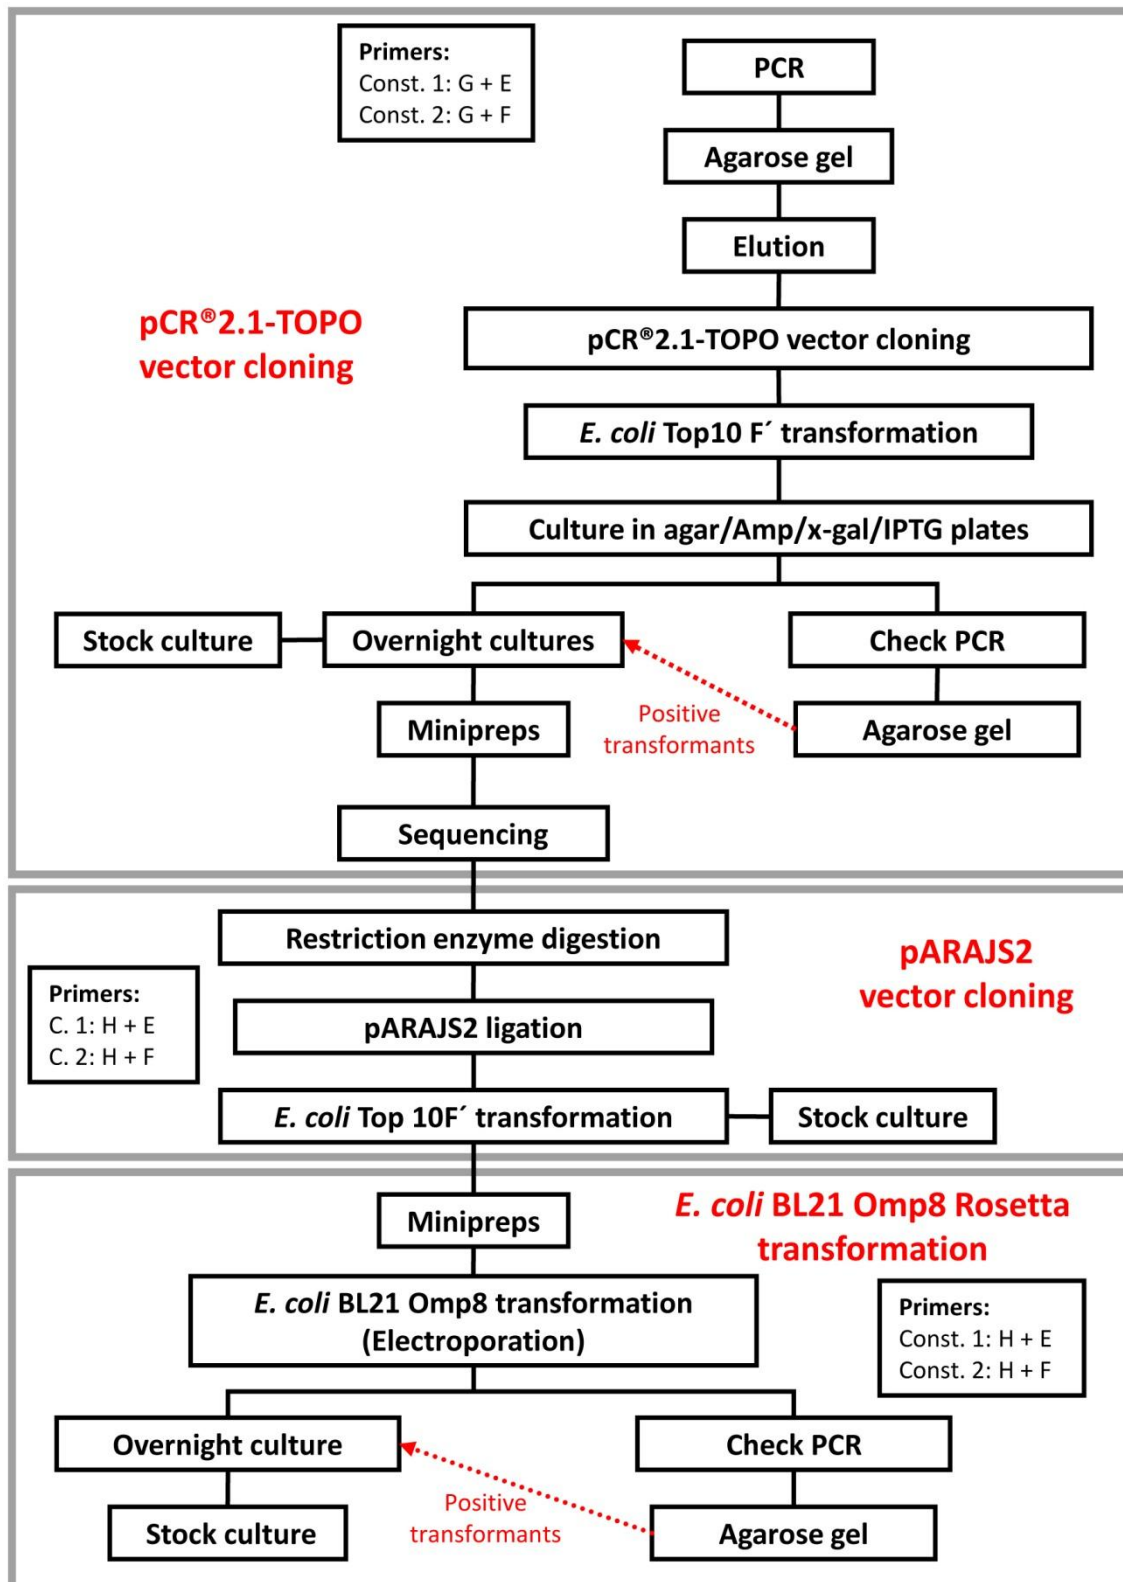 Primers:
Const. 1: G + E
Const. 2: G + F
PCR
Agarose gel
Elution
pCR®2.1-TOPO
vector cloning
pCR®2.1-TOPO vector cloning
E. coli Top10 F´ transformation
Culture in agar/Amp/x-gal/IPTG plates
Stock culture
Overnight cultures
Check PCR
Positive
transformants
Minipreps
Agarose gel
Sequencing
Restriction enzyme digestion
pARAJS2
vector cloning
Primers:
C. 1: H + E
C. 2: H + F
pARAJS2 ligation
E. coli Top 10F´ transformation
Stock culture
Minipreps
E. coli BL21 Omp8 Rosetta
transformation
E. coli BL21 Omp8 transformation
(Electroporation)
Primers:
Const. 1: H + E
Const. 2: H + F
Overnight culture
Check PCR
Positive
transformants
Stock culture
Agarose gel